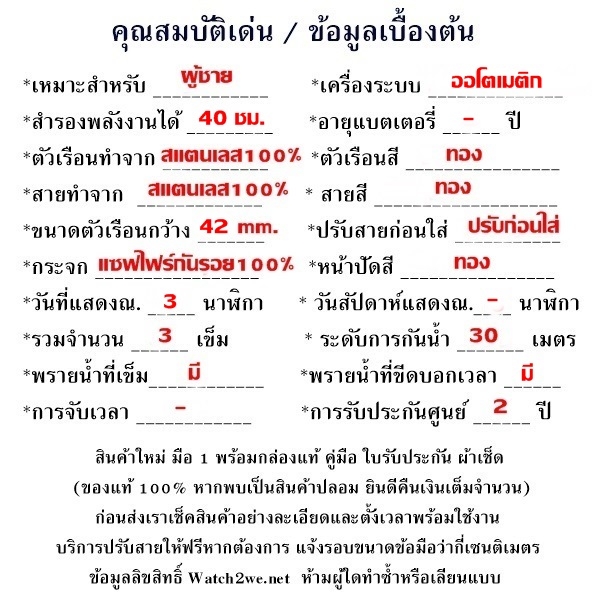 คุณสมบัติเด่น / ข้อมูลเบื้องต้น
*เหมาะสำหรับ ผู้ชาย *เครื่องระบบ ออโตเมติก
*สำรองพลังงานได้ 40 ชม. *อายุแบตเตอรี่ - ปี
*ตัวเรือนทำจาก สแตนเลส100% *ตัวเรือนสี ทอง
*สายทำจาก สแตนเลส100% * สายสี ทอง
*ขนาดตัวเรือนกว้าง 42 mm. *ปรับสายก่อนใส่ ปรับก่อนใส่
*กระจก แซฟไฟร์กันรอย100% *หน้าปัดสี ทอง
*วันที่แสดงณ. 3 นาฬิกา * วันสัปดาห์แสดงณ. - นาฬิกา
*รวมจำนวน 3 เข็ม * ระดับการกันน้ำ 30 เมตร
*พรายน้ำที่เข็ม มี *พรายน้ำที่ขีดบอกเวลา มี
*การจับเวลา - *การรับประกันศูนย์ 2 ปี
สินค้าใหม่ มือ 1 พร้อมกล่องแท้ คู่มือ ใบรับประกัน ผ้าเช็ด
(ของแท้ 100% หากพบเป็นสินค้าปลอม ยินดีคืนเงินเต็มจำนวน)
ก่อนส่งเราเช็คสินค้าอย่างละเอียดและตั้งเวลาพร้อมใช้งาน
บริการปรับสายให้ฟรีหากต้องการ แจ้งรอบขนาดข้อมือว่ากี่เซนติเมตร
ข้อมูลลิขสิทธิ์ Watch2we.net ห้ามผู้ใดทำซ้ำหรือเลียนแบบ